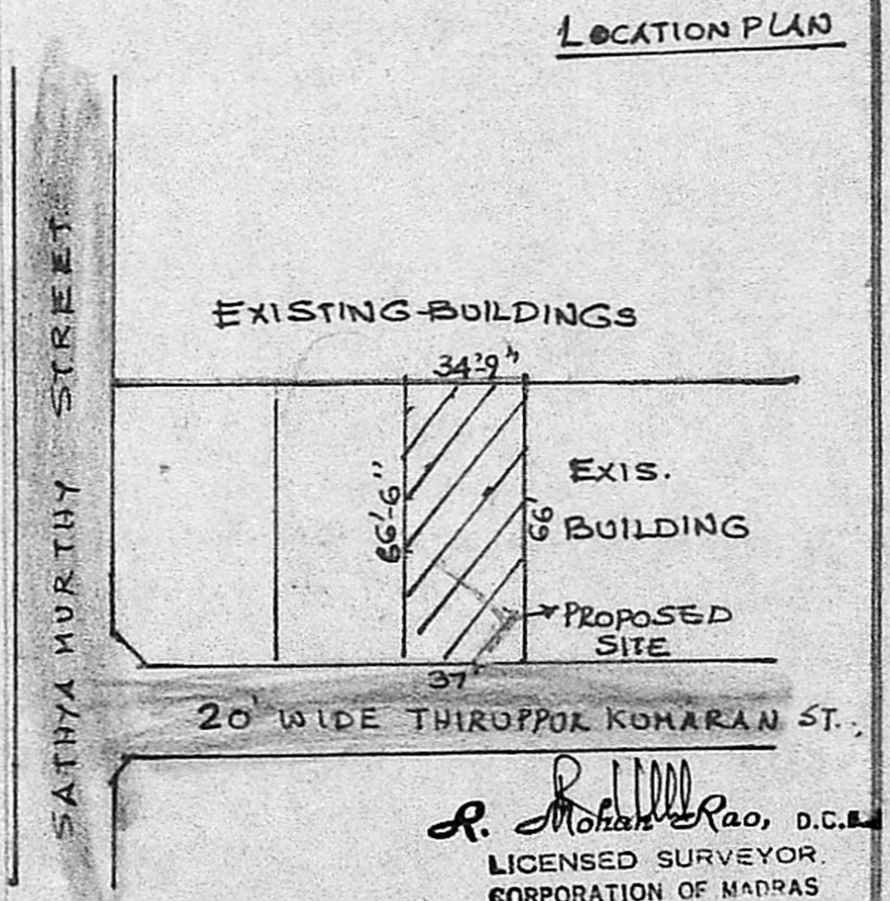 LOCATION PLAN
SATHYAMURTHY STREET
EXISTING BUILDINGS
34'-9"
66'-6"
66'
EXIS.
BUILDING
PROPOSED
SITE
37'
20' WIDE THIRUPPUR KUMARAN ST.
R. Mohan Rao, D.C.E
LICENSED SURVEYOR.
CORPORATION OF MADRAS